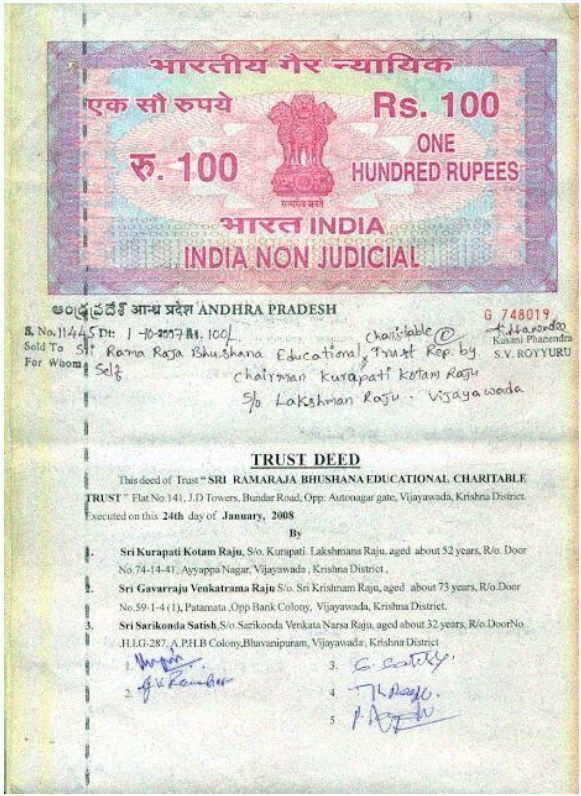 भारतीय गैर न्यायिक
एक सौ रुपये Rs. 100
रु. 100 ONE
HUNDRED RUPEES
सत्यमेव जयते
भारत INDIA
INDIA NON JUDICIAL
ఆంధ్ర ప్రదేశ్ आन्ध्र प्रदेश ANDHRA PRADESH
G 748019
S. No. 11445 Dt: 1-10-2007 Rs. 100/-
Kasani Phanendra
S.V. ROYYURU
Sold To Sri Rama Raja Bhushana Educational, Charitable Trust Rep. by
For Whom Self Chairman Kurapati Kotam Raju
S/o Lakshman Raju. Vijayawada
TRUST DEED
This deed of Trust "SRI RAMARAJA BHUSHANA EDUCATIONAL CHARITABLE
TRUST" Flat No.141, J.D Towers, Bundar Road, Opp: Autonagar gate, Vijayawada, Krishna District.
Executed on this 24th day of January, 2008
By
1. Sri Kurapati Kotam Raju, S/o. Kurapati. Lakshmana Raju, aged about 52 years, R/o. Door
No.74-14-41, Ayyappa Nagar, Vijayawada , Krishna District ,
2. Sri Gavarraju Venkatrama Raju S/o. Sri Krishnam Raju, aged about 73 years, R/o.Door
No.59-1-4 (1), Patamata ,Opp Bank Colony, Vijayawada, Krishna District.
3. Sri Sarikonda Satish,S/o. Sarikonda Venkata Narsa Raju, aged about 32 years, R/o.DoorNo
.H.I.G-287, A.P.H.B Colony,Bhavanipuram, Vijayawada, Krishna District
1. 3.
2. 4.
5